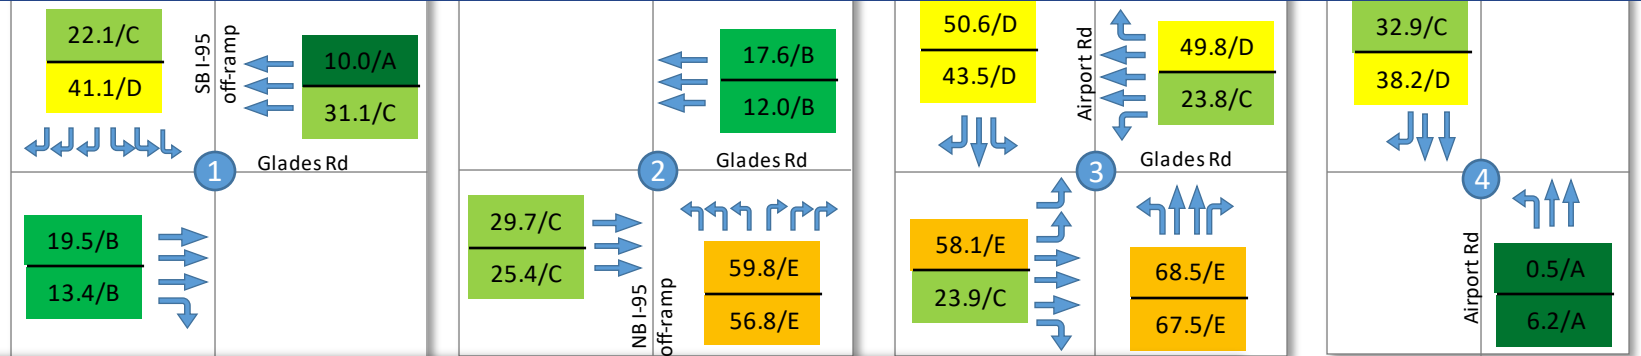 22.1/C
41.1/D
SB I-95
off-ramp
10.0/A
31.1/C
1
Glades Rd
19.5/B
13.4/B
17.6/B
12.0/B
2
Glades Rd
29.7/C
25.4/C
NB I-95
off-ramp
59.8/E
56.8/E
50.6/D
43.5/D
Airport Rd
49.8/D
23.8/C
3
Glades Rd
58.1/E
23.9/C
68.5/E
67.5/E
32.9/C
38.2/D
4
Airport Rd
0.5/A
6.2/A